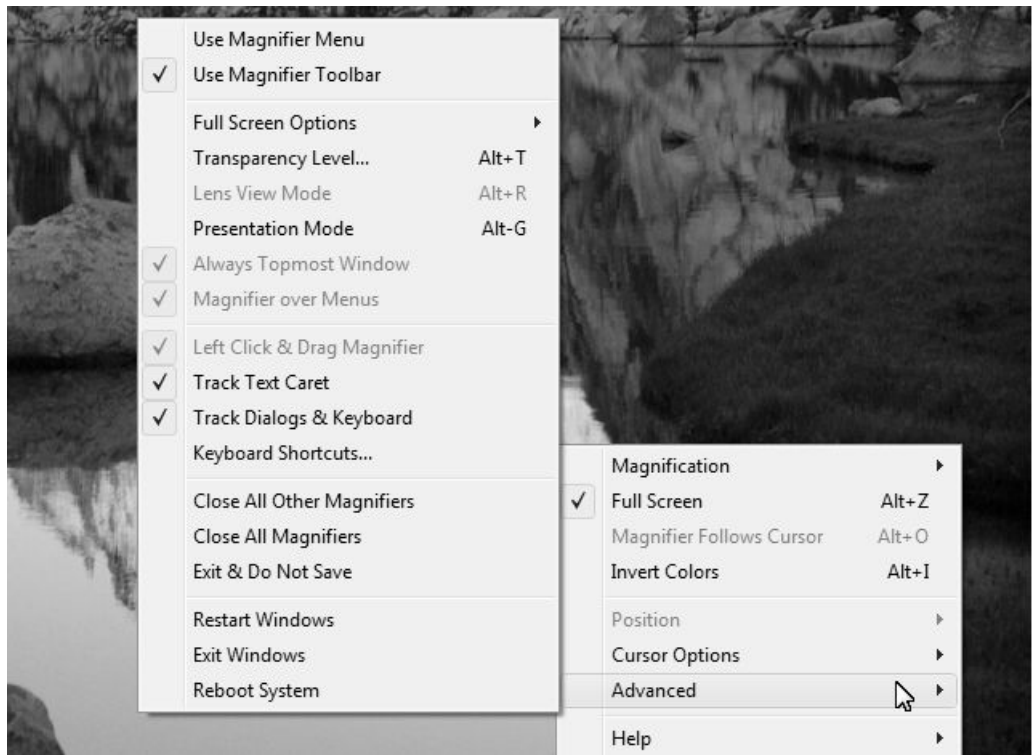 Use Magnifier Menu
Use Magnifier Toolbar
Full Screen Options
Transparency Level... Alt+T
Lens View Mode Alt+R
Presentation Mode Alt-G
Always Topmost Window
Magnifier over Menus
Left Click & Drag Magnifier
Track Text Caret
Track Dialogs & Keyboard
Keyboard Shortcuts...
Close All Other Magnifiers
Close All Magnifiers
Exit & Do Not Save
Restart Windows
Exit Windows
Reboot System
Magnification
Full Screen Alt+Z
Magnifier Follows Cursor Alt+O
Invert Colors Alt+I
Position
Cursor Options
Advanced
Help